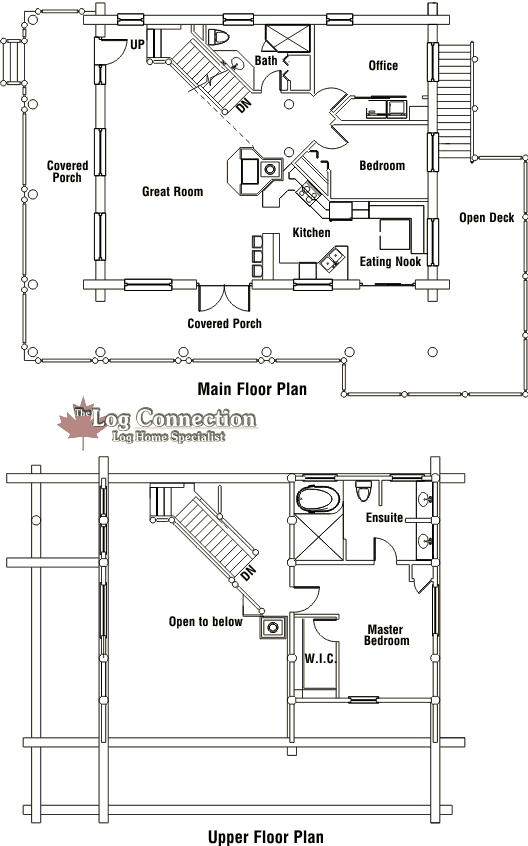 UP
Bath
Office
DN
Covered
Porch
Great Room
Bedroom
Open Deck
Kitchen
Eating Nook
Covered Porch
Main Floor Plan
The Log Connection
Log Home Specialist
Ensuite
DN
Open to below
Master
Bedroom
W.I.C.
Upper Floor Plan